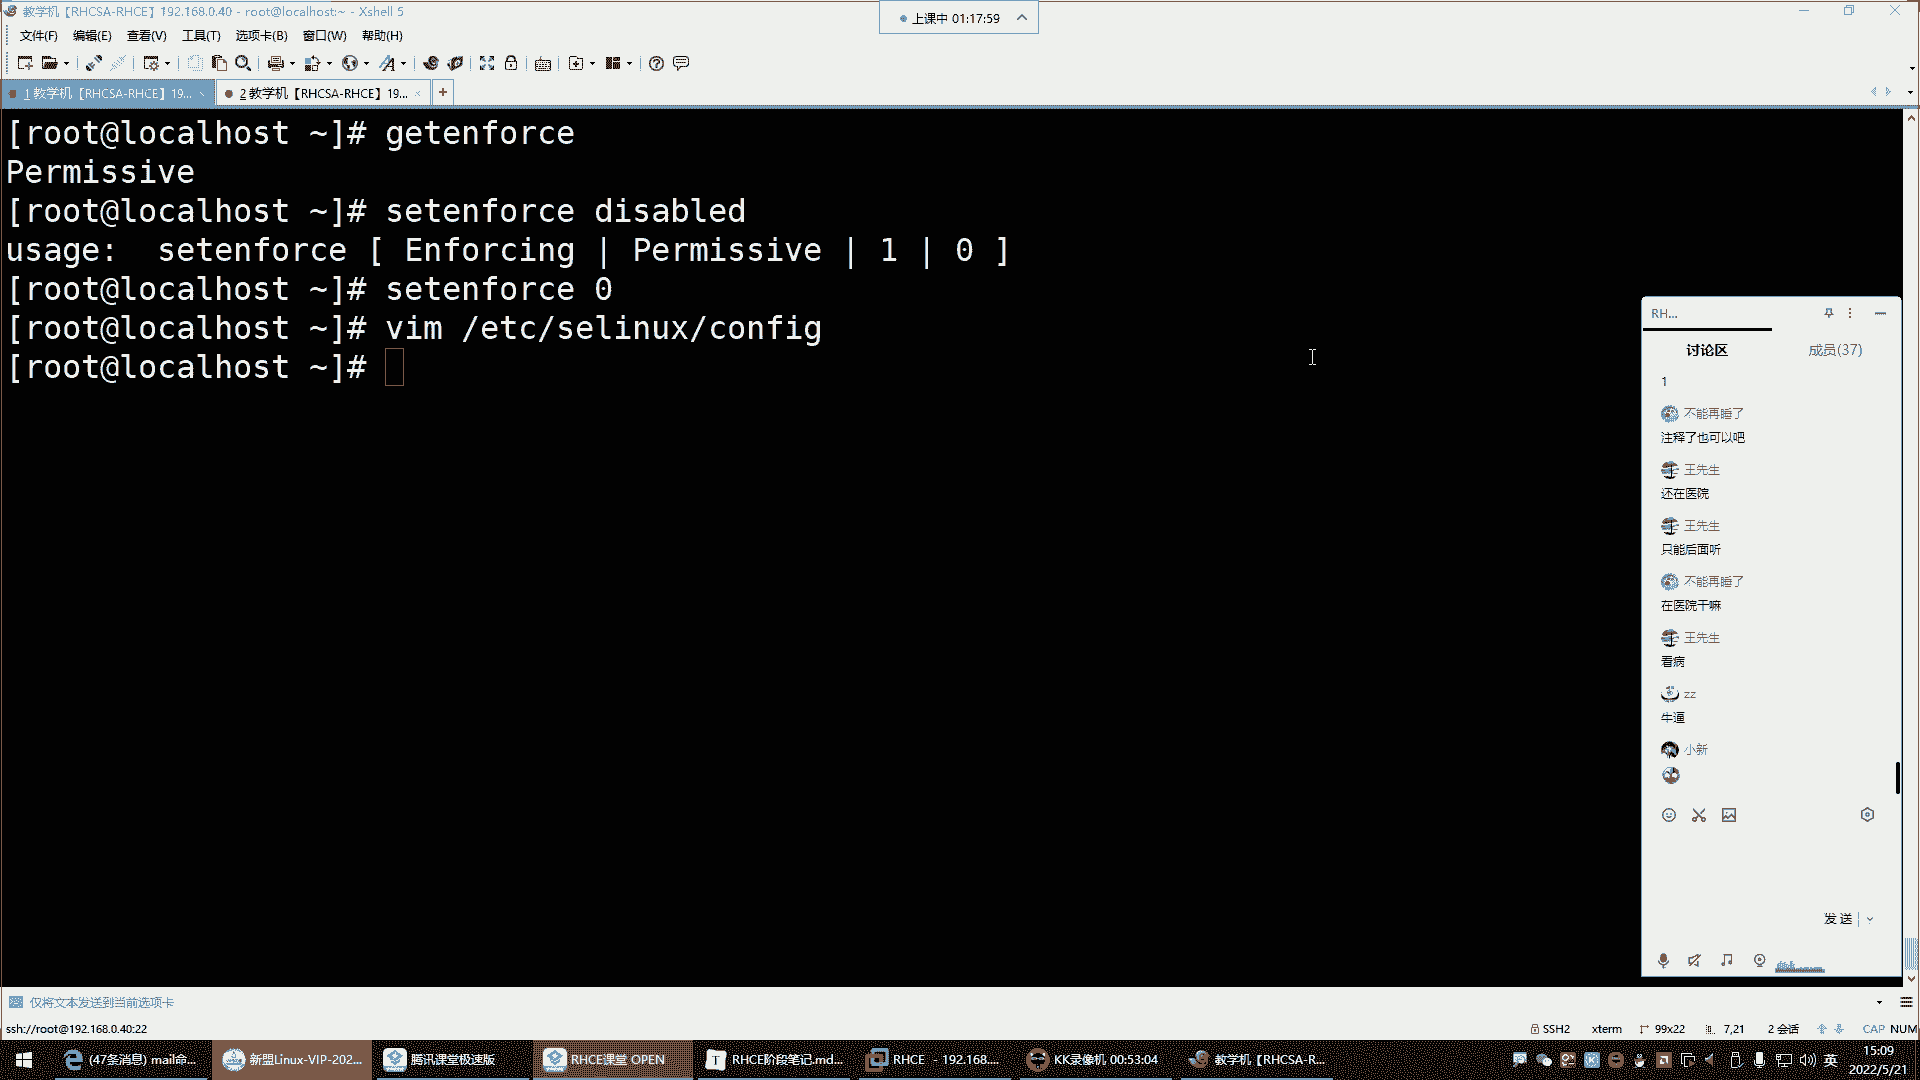 教学机【RHCSA-RHCE】192.168.0.40 - root@localhost:~ - Xshell 5
上课中 01:17:59
文件(F) 编辑(E) 查看(V) 工具(T) 选项卡(B) 窗口(W) 帮助(H)
1 教学机【RHCSA-RHCE】19... × 2 教学机【RHCSA-RHCE】19... × +
[root@localhost ~]# getenforce
Permissive
[root@localhost ~]# setenforce disabled
usage:  setenforce [ Enforcing | Permissive | 1 | 0 ]
[root@localhost ~]# setenforce 0
[root@localhost ~]# vim /etc/selinux/config
[root@localhost ~]#
RH...
讨论区 成员(37)
1
不能再睡了
注释了也可以吧
王先生
还在医院
王先生
只能后面听
不能再睡了
在医院干嘛
王先生
看病
zz
牛逼
小新
发送
仅将文本发送到当前选项卡
ssh://root@192.168.0.40:22 SSH2 xterm 99x22 7,21 2 会话 CAP NUM
(47条消息) mail命... 新盟Linux-VIP-202... 腾讯课堂极速版 RHCE课堂 OPEN RHCE阶段笔记.md... RHCE - 192.168.... KK录像机 00:53:04 教学机【RHCSA-R... 英 15:09
2022/5/21